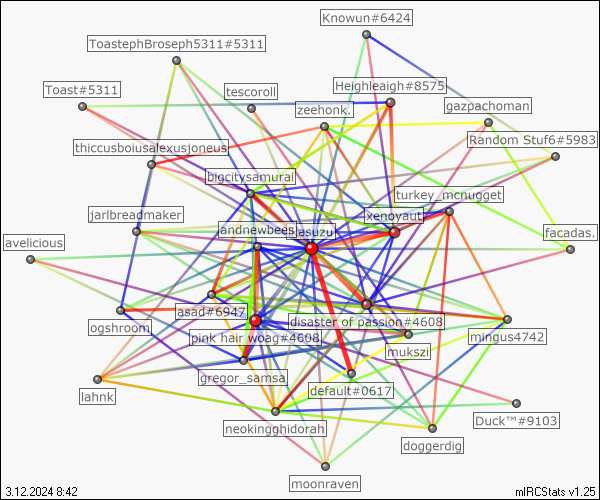 Knowun#6424
ToastephBroseph5311#5311
Toast#5311
tescoroll
Heighleaigh#8575
zeehonk.
gazpachoman
Random Stuf6#5983
thiccusboiusalexusjoneus
bigcitysamurai
turkey_mcnugget
jarlbreadmaker
xenoyaut
andnewbees
asuzu
avelicious
facadas.
asad#6947
ogshroom
disaster of passion#4608
pink hair woag#4608
mingus4742
mukszi
gregor_samsa
lahnk
default#0617
neokingghidorah
Duck™#9103
doggerdig
moonraven
3.12.2024 8:42
mIRCStats v1.25